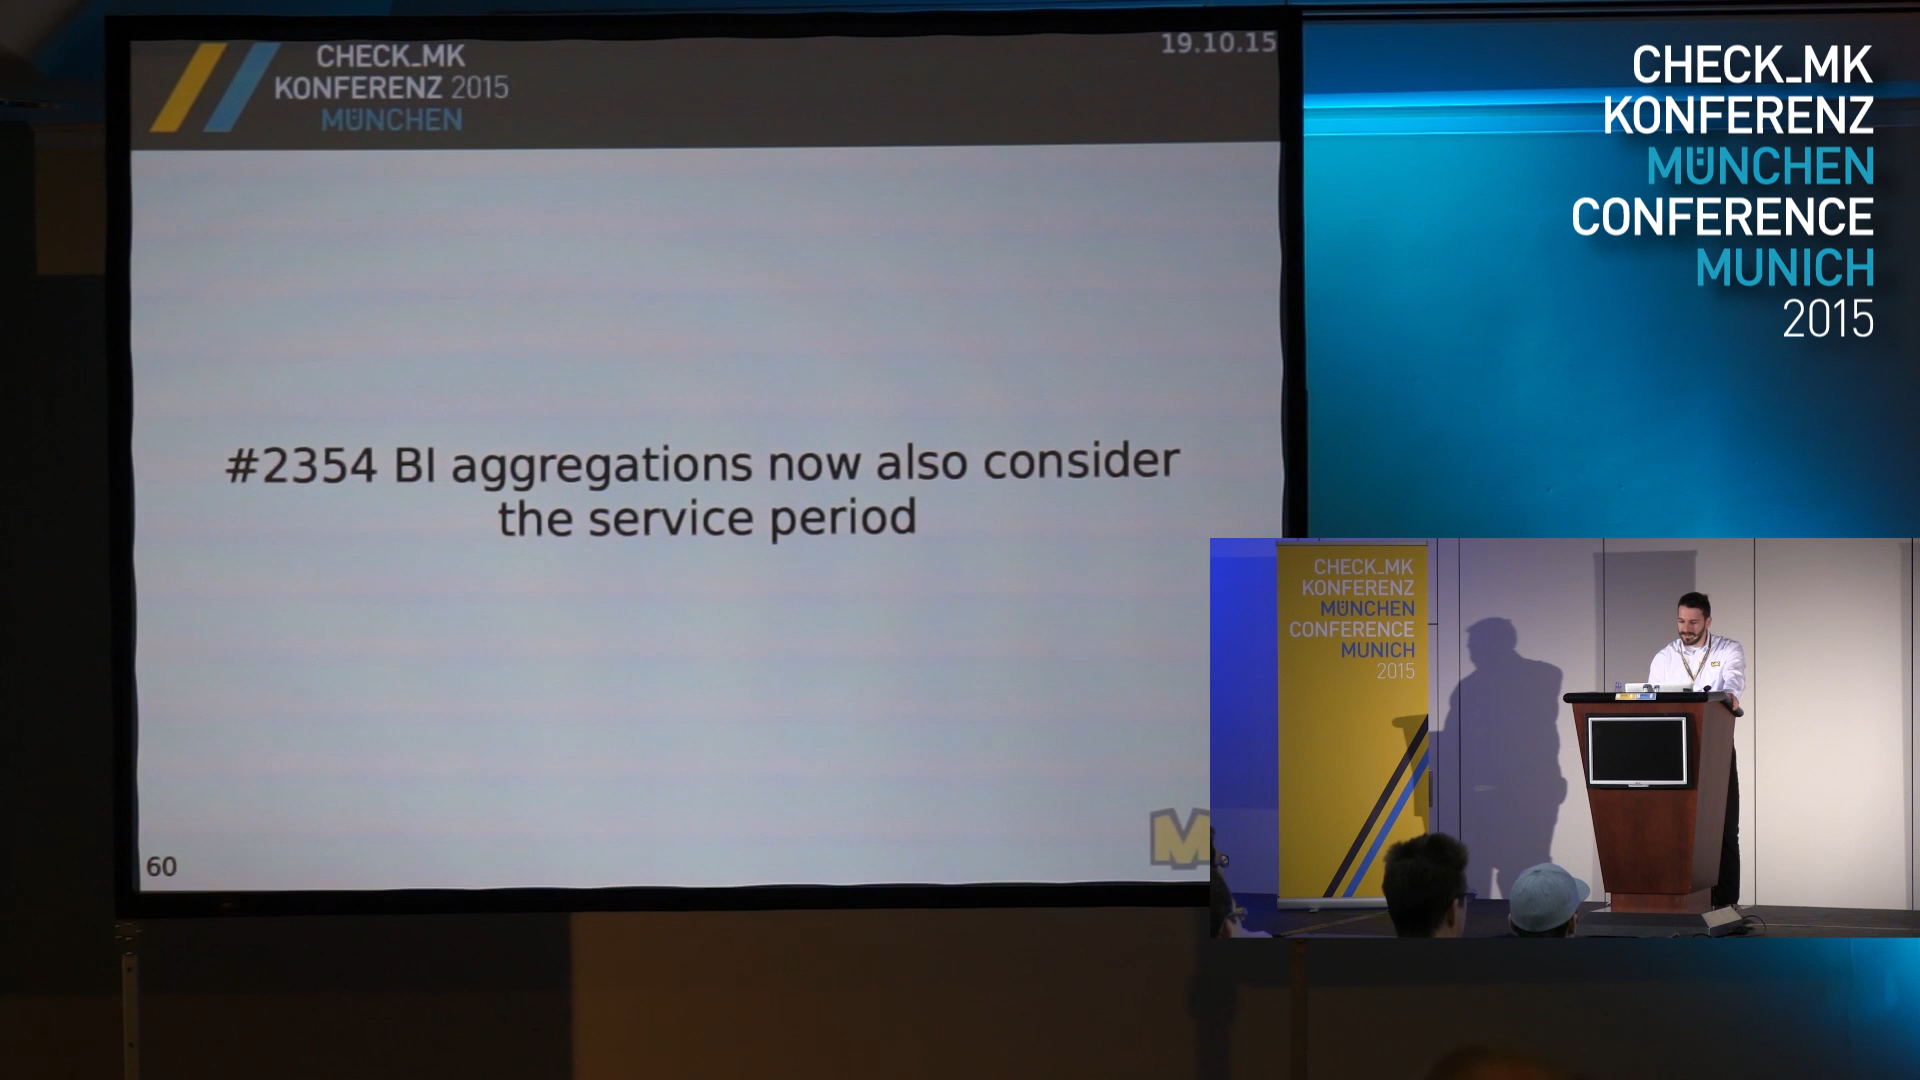 CHECK_MK
KONFERENZ 2015
MÜNCHEN
19.10.15
#2354 BI aggregations now also consider
the service period
60
M
CHECK_MK
KONFERENZ
MÜNCHEN
CONFERENCE
MUNICH
2015
CHECK_MK
KONFERENZ
MÜNCHEN
CONFERENCE
MUNICH
2015